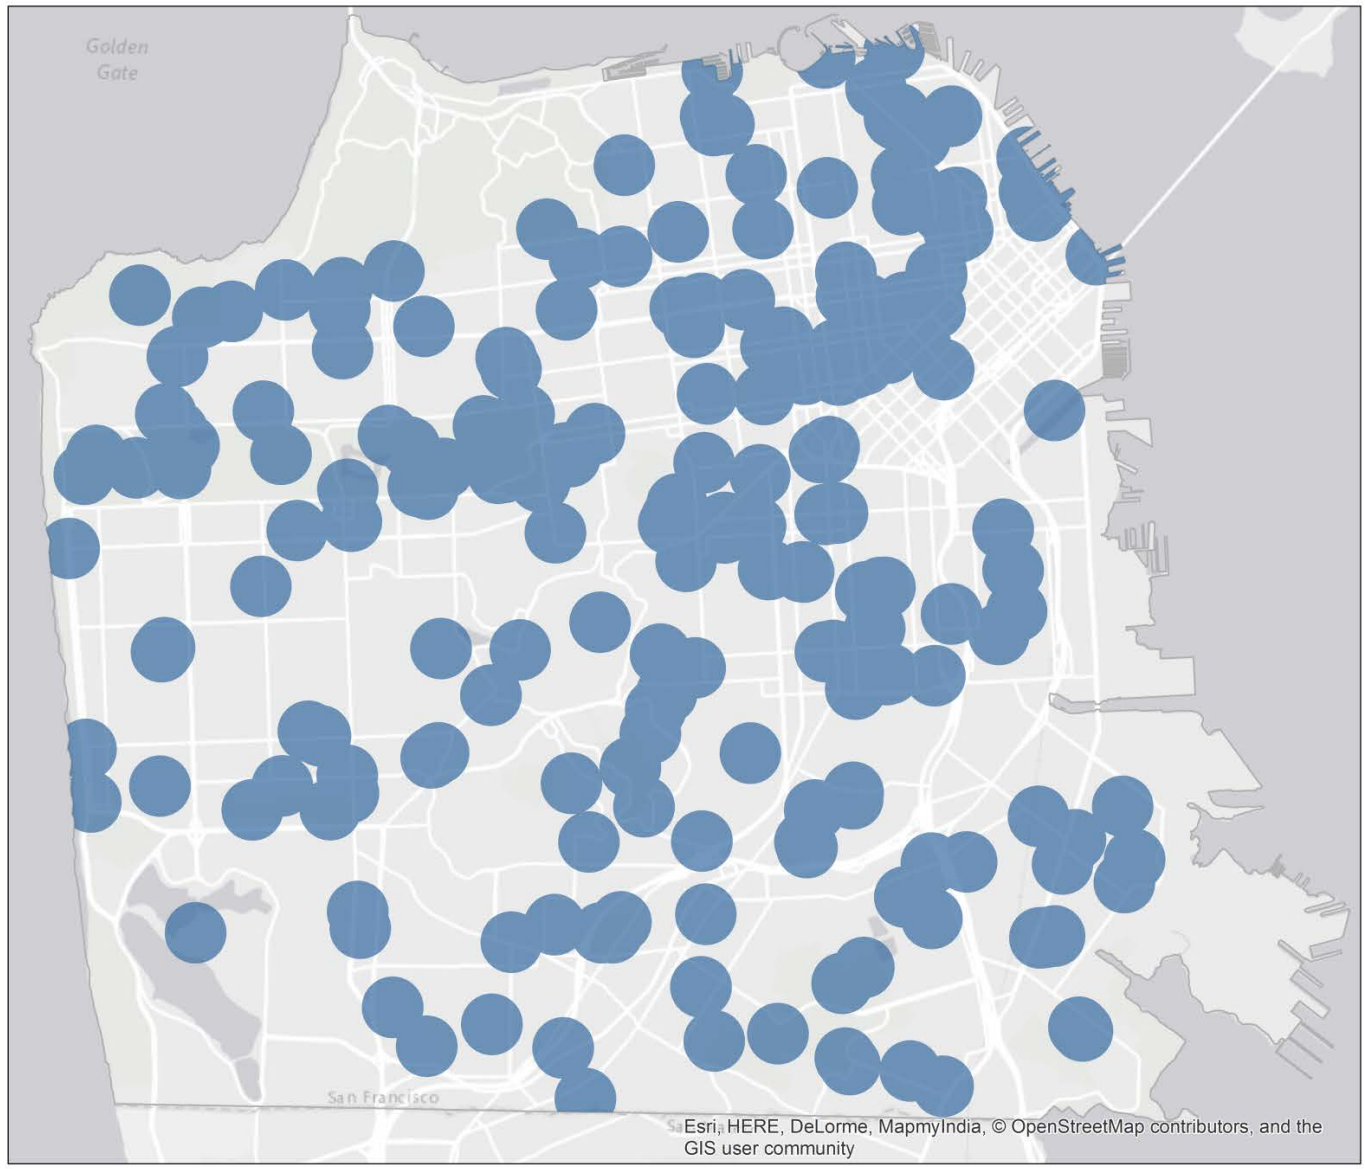 Golden
Gate
San Francisco
Esri, HERE, DeLorme, MapmyIndia, © OpenStreetMap contributors, and the
GIS user community